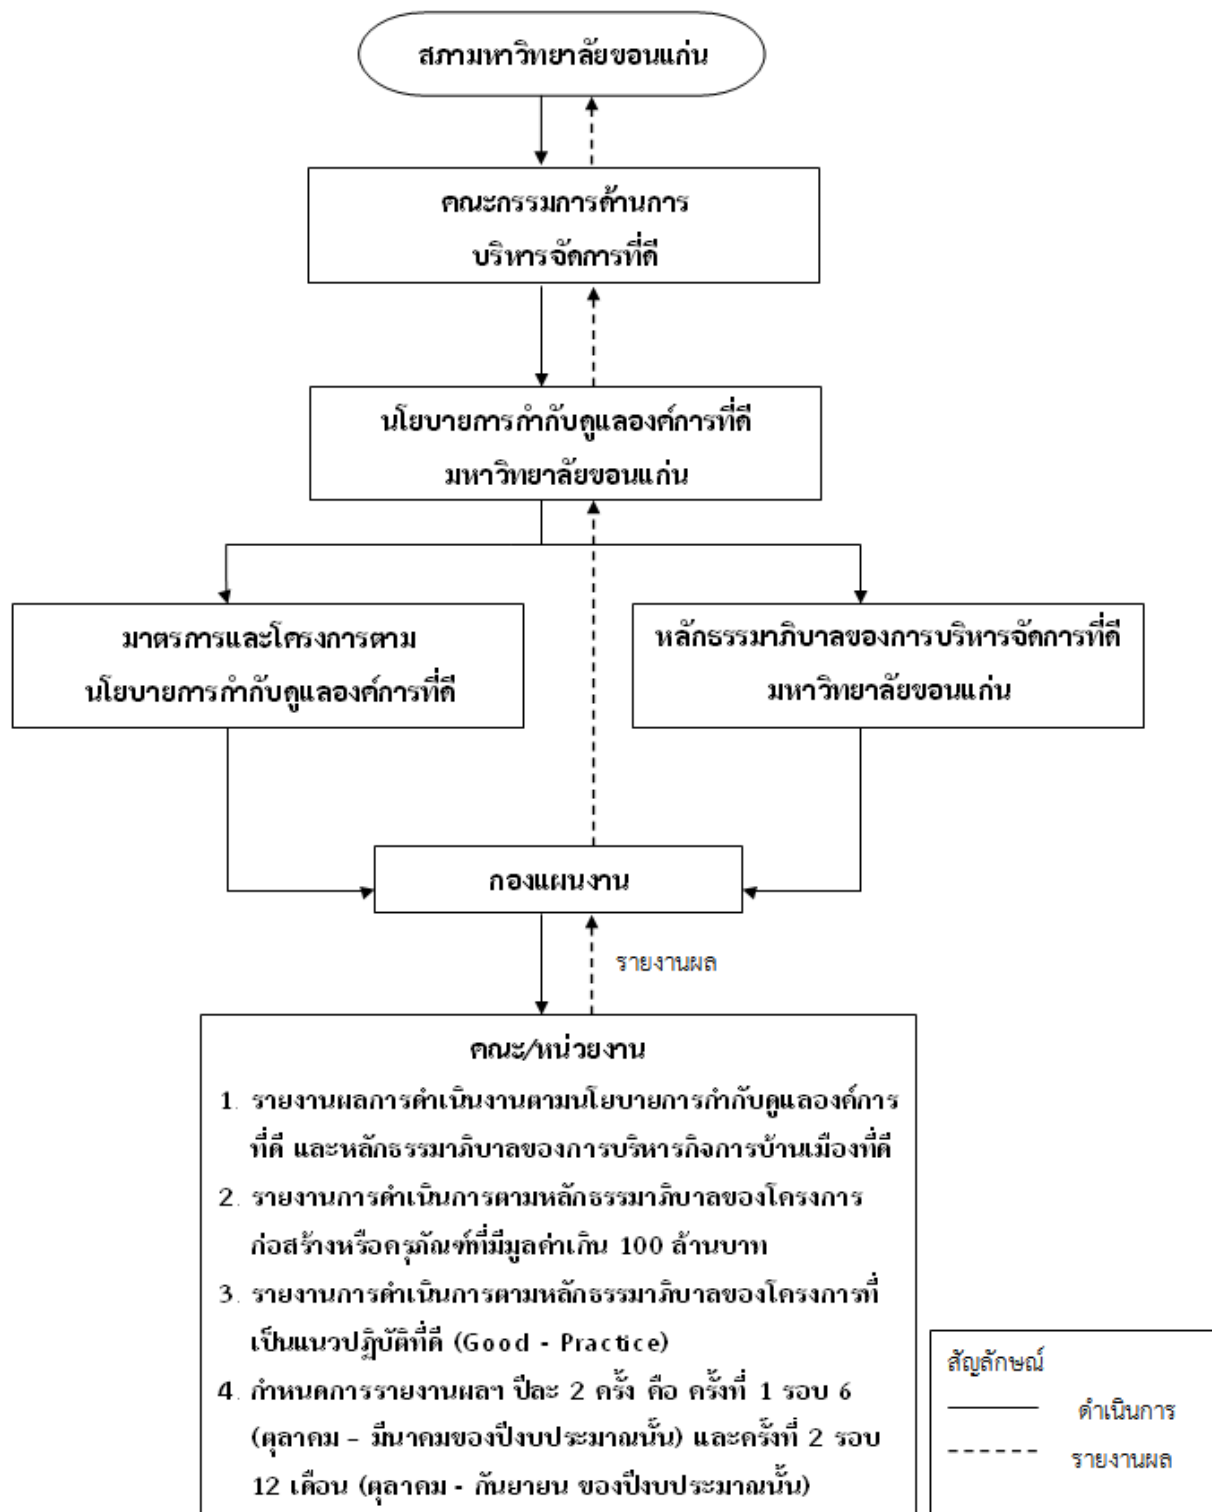 สภามหาวิทยาลัยขอนแก่น
คณะกรรมการด้านการ
บริหารจัดการที่ดี
นโยบายการกำกับดูแลองค์การที่ดี
มหาวิทยาลัยขอนแก่น
มาตรการและโครงการตาม
นโยบายการกำกับดูแลองค์การที่ดี
หลักธรรมาภิบาลของการบริหารจัดการที่ดี
มหาวิทยาลัยขอนแก่น
กองแผนงาน
รายงานผล
คณะ/หน่วยงาน
1. รายงานผลการดำเนินงานตามนโยบายการกำกับดูแลองค์การ
ที่ดี และหลักธรรมาภิบาลของการบริหารกิจการบ้านเมืองที่ดี
2. รายงานการดำเนินการตามหลักธรรมาภิบาลของโครงการ
ก่อสร้างหรือครุภัณฑ์ที่มีมูลค่าเกิน 100 ล้านบาท
3. รายงานการดำเนินการตามหลักธรรมาภิบาลของโครงการที่
เป็นแนวปฏิบัติที่ดี (Good - Practice)
4. กำหนดการรายงานผลฯ ปีละ 2 ครั้ง คือ ครั้งที่ 1 รอบ 6
(ตุลาคม – มีนาคมของปีงบประมาณนั้น) และครั้งที่ 2 รอบ
12 เดือน (ตุลาคม - กันยายน ของปีงบประมาณนั้น)
สัญลักษณ์
ดำเนินการ
รายงานผล